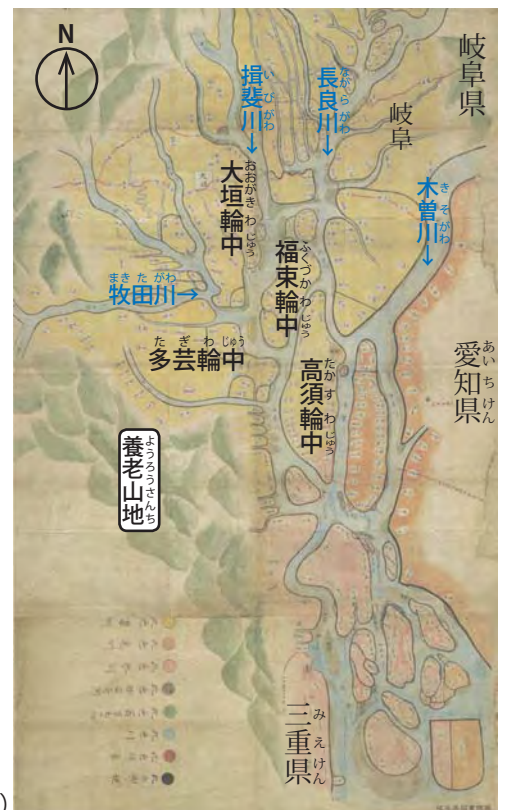 N
岐阜県
岐阜
揖斐川→
いびがわ
長良川→
ながらがわ
木曽川→
きそがわ
大垣輪中
おおがきわじゅう
福束輪中
ふくづかわじゅう
牧田川→
まきたがわ
多芸輪中
たぎわじゅう
高須輪中
たかすわじゅう
愛知県
あいちけん
養老山地
ようろうさんち
三重県
みえけん
)